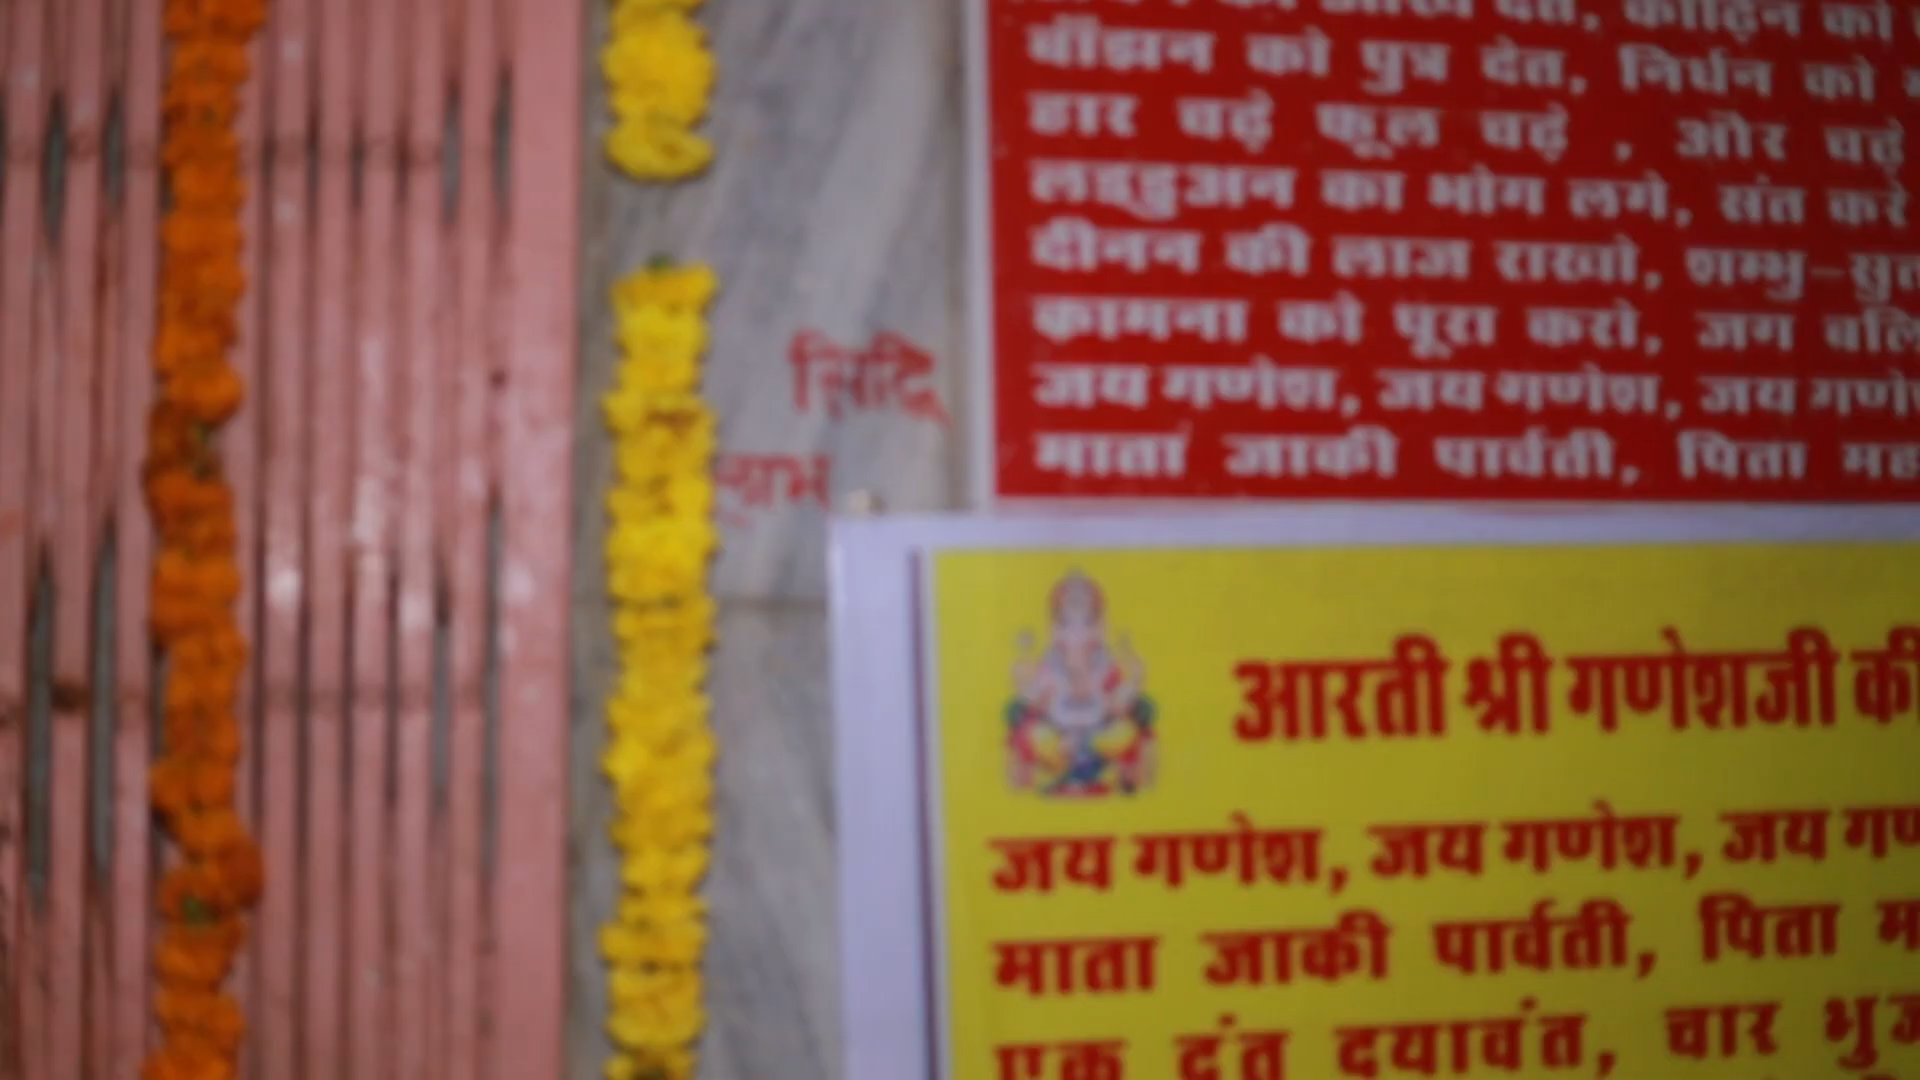 को आँख देत, कोढ़िन को
बाँझन को पुत्र देत, निर्धन को
हार चढ़े फूल चढ़े , और चढ़े
लड्डुअन का भोग लगे, संत करे
दीनन की लाज राखो, शम्भु-सुत
कामना को पूरा करो, जग बलि
जय गणेश, जय गणेश, जय गणे
माता जाकी पार्वती, पिता मह
सिद्धि
लाभ
आरती श्री गणेशजी की
जय गणेश, जय गणेश, जय गण
माता जाकी पार्वती, पिता म
एक दंत दयावंत, चार भुज